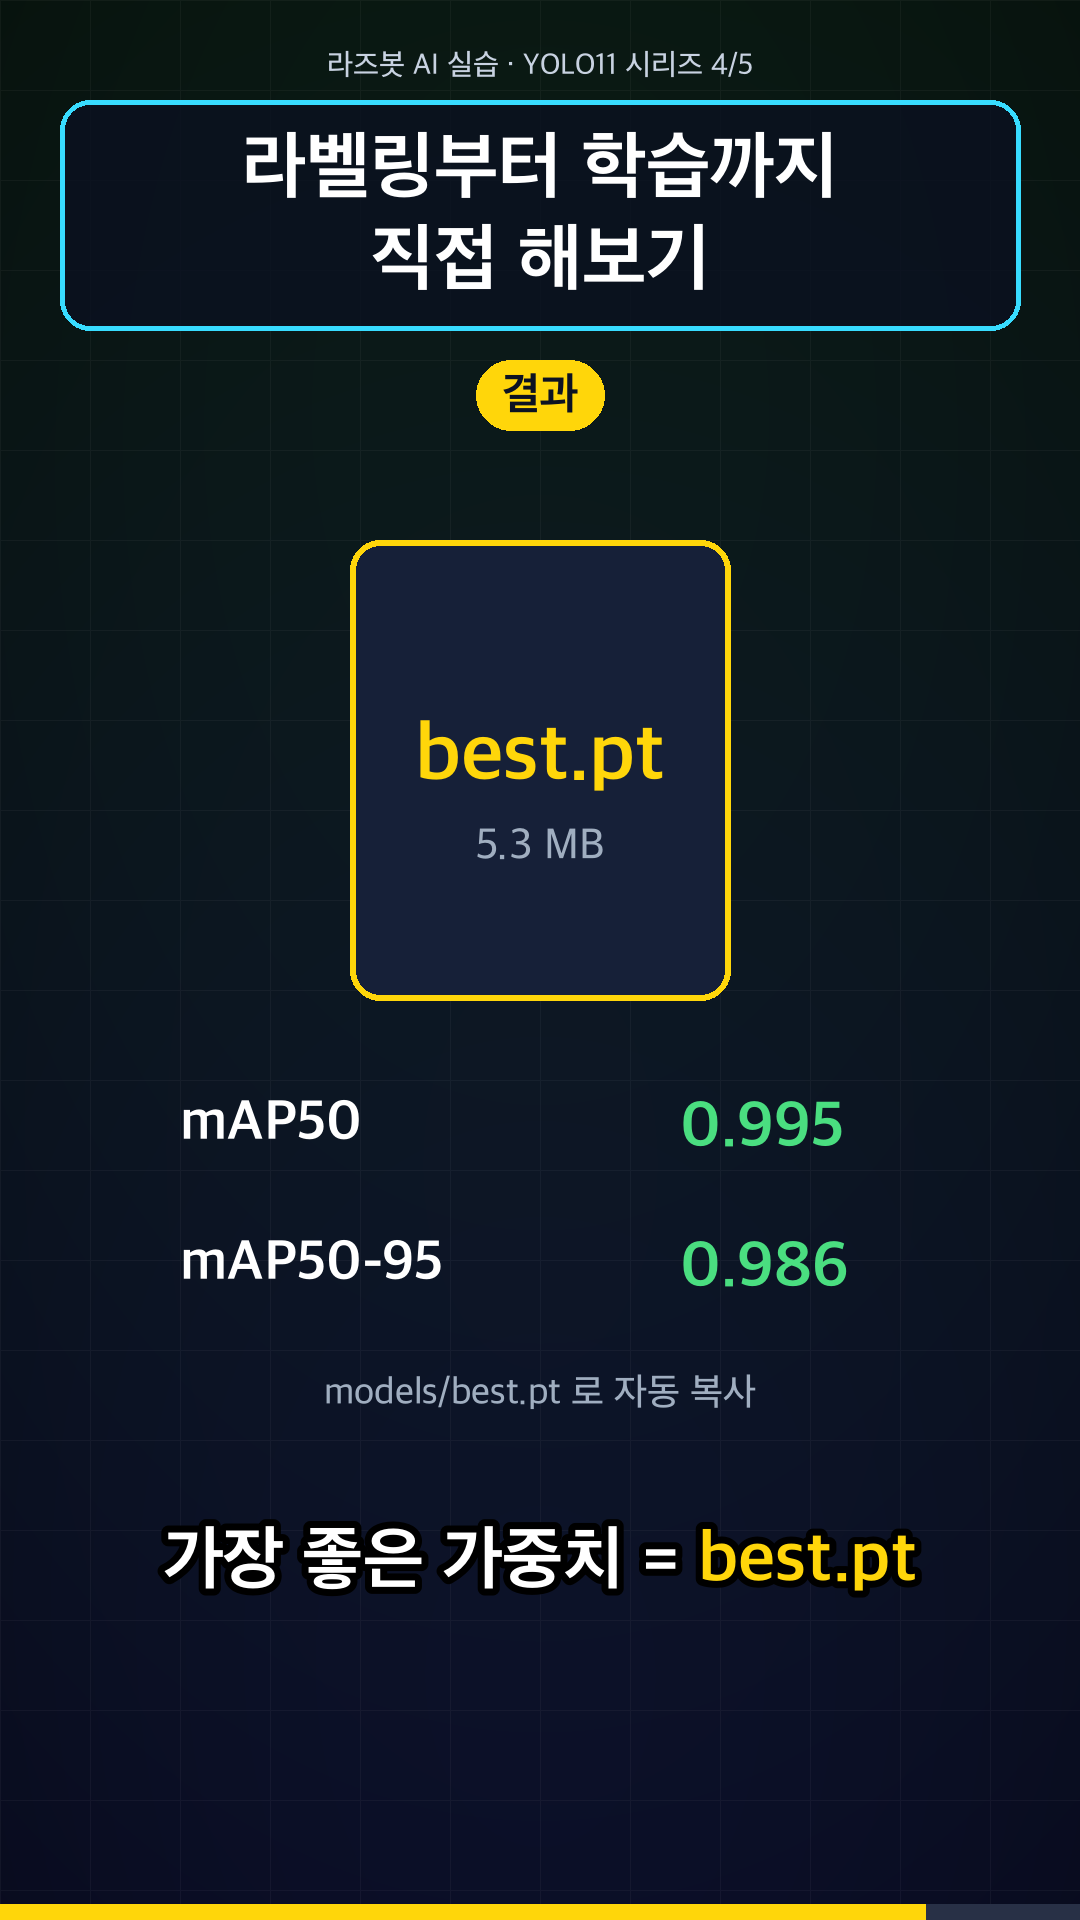 라즈봇 AI 실습 · YOLO11 시리즈 4/5
라벨링부터 학습까지
직접 해보기
결과
best.pt
5.3 MB
mAP50 0.995
mAP50-95 0.986
models/best.pt 로 자동 복사
가장 좋은 가중치 = best.pt